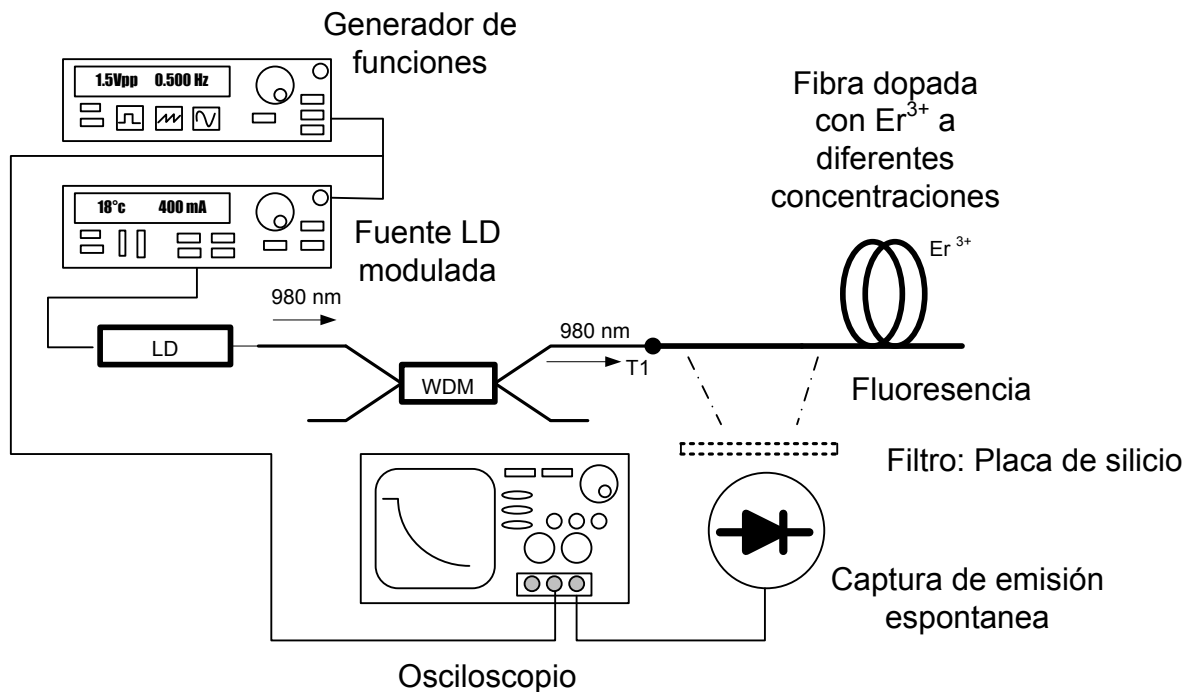 Generador de
funciones
1.5Vpp 0.500 Hz
18°c 400 mA
Fuente LD
modulada
Fibra dopada
con Er³⁺ a
diferentes
concentraciones
Er ³⁺
980 nm
LD
980 nm
T1
WDM
Fluoresencia
Filtro: Placa de silicio
Captura de emisión
espontanea
Osciloscopio